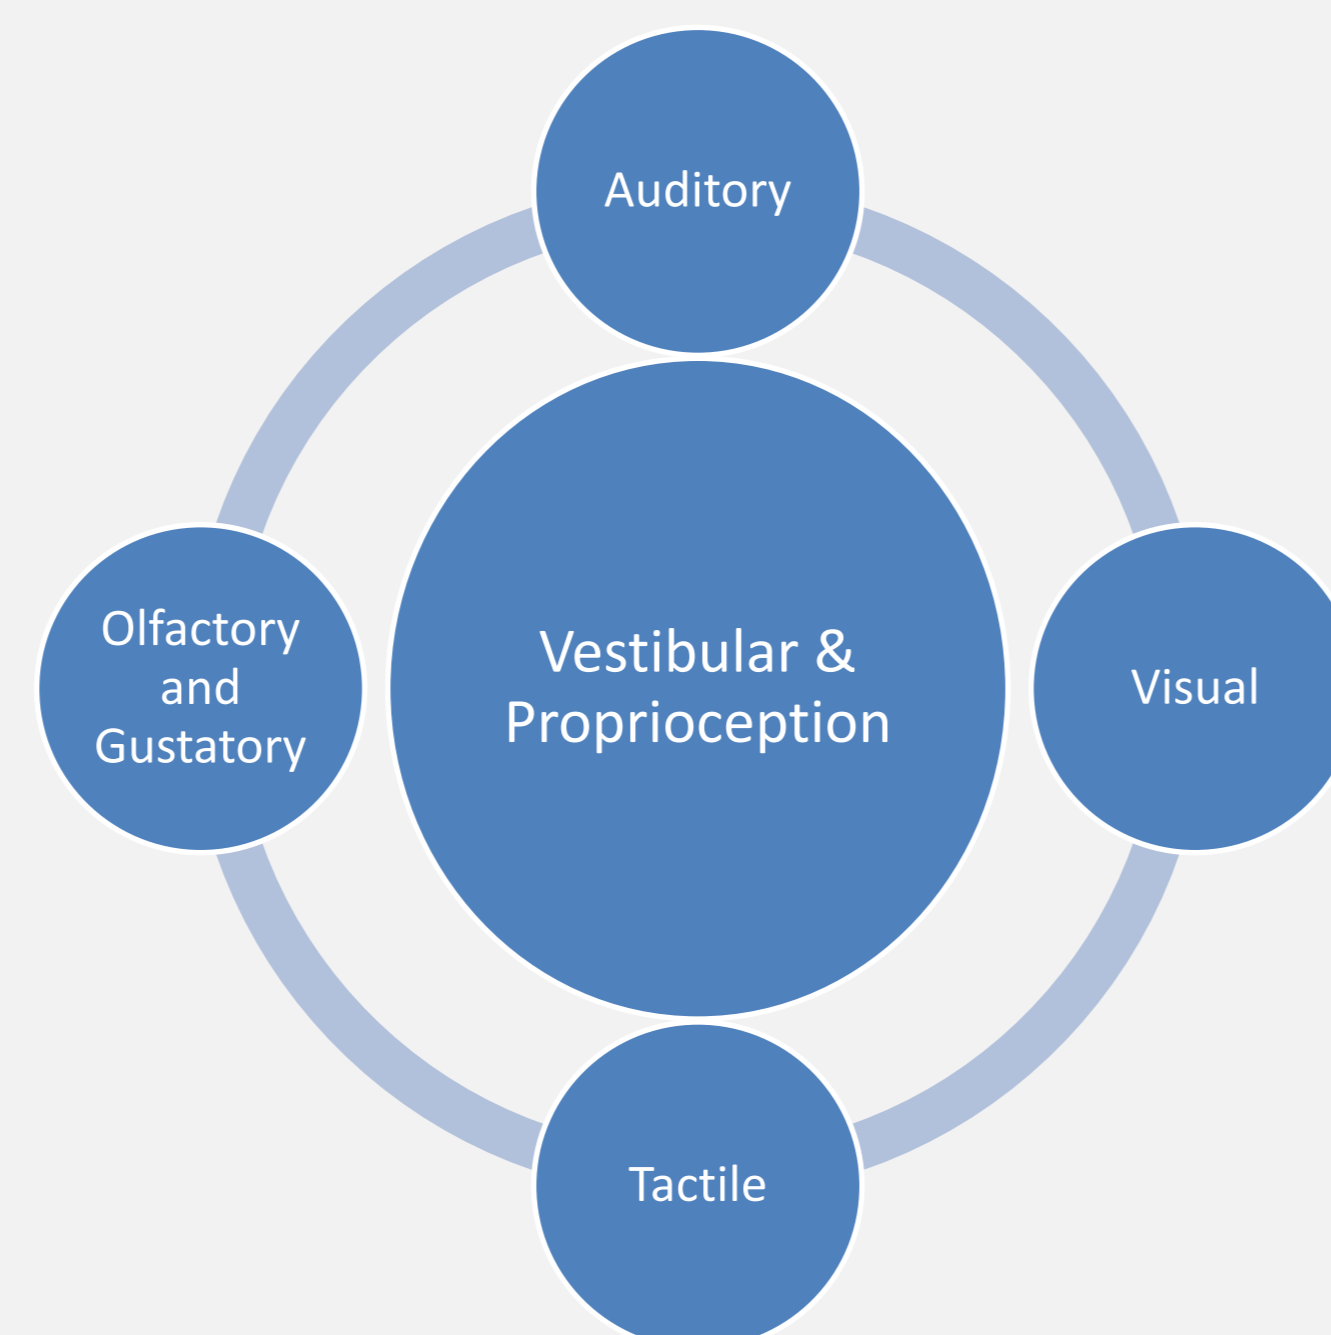 Auditory
Olfactory
and
Gustatory
Vestibular &
Proprioception
Visual
Tactile